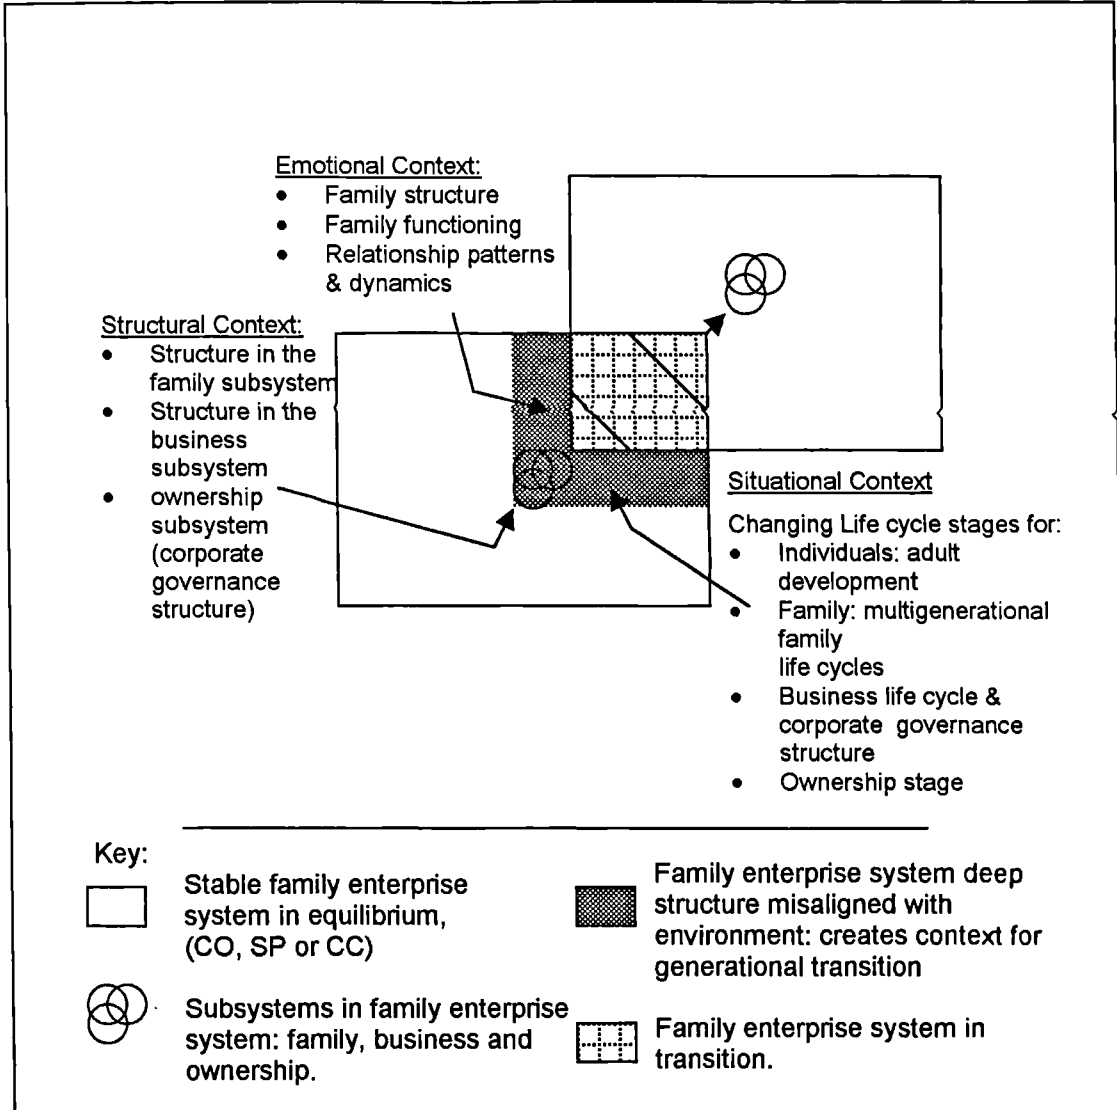 Emotional Context:
• Family structure
• Family functioning
• Relationship patterns
& dynamics
Structural Context:
• Structure in the
family subsystem
• Structure in the
business
subsystem
• ownership
subsystem
(corporate
governance
structure)
Situational Context
Changing Life cycle stages for:
• Individuals: adult
development
• Family: multigenerational
family
life cycles
• Business life cycle &
corporate governance
structure
• Ownership stage
Key:
Stable family enterprise
system in equilibrium,
(CO, SP or CC)
Subsystems in family enterprise
system: family, business and
ownership.
Family enterprise system deep
structure misaligned with
environment: creates context for
generational transition
Family enterprise system in
transition.